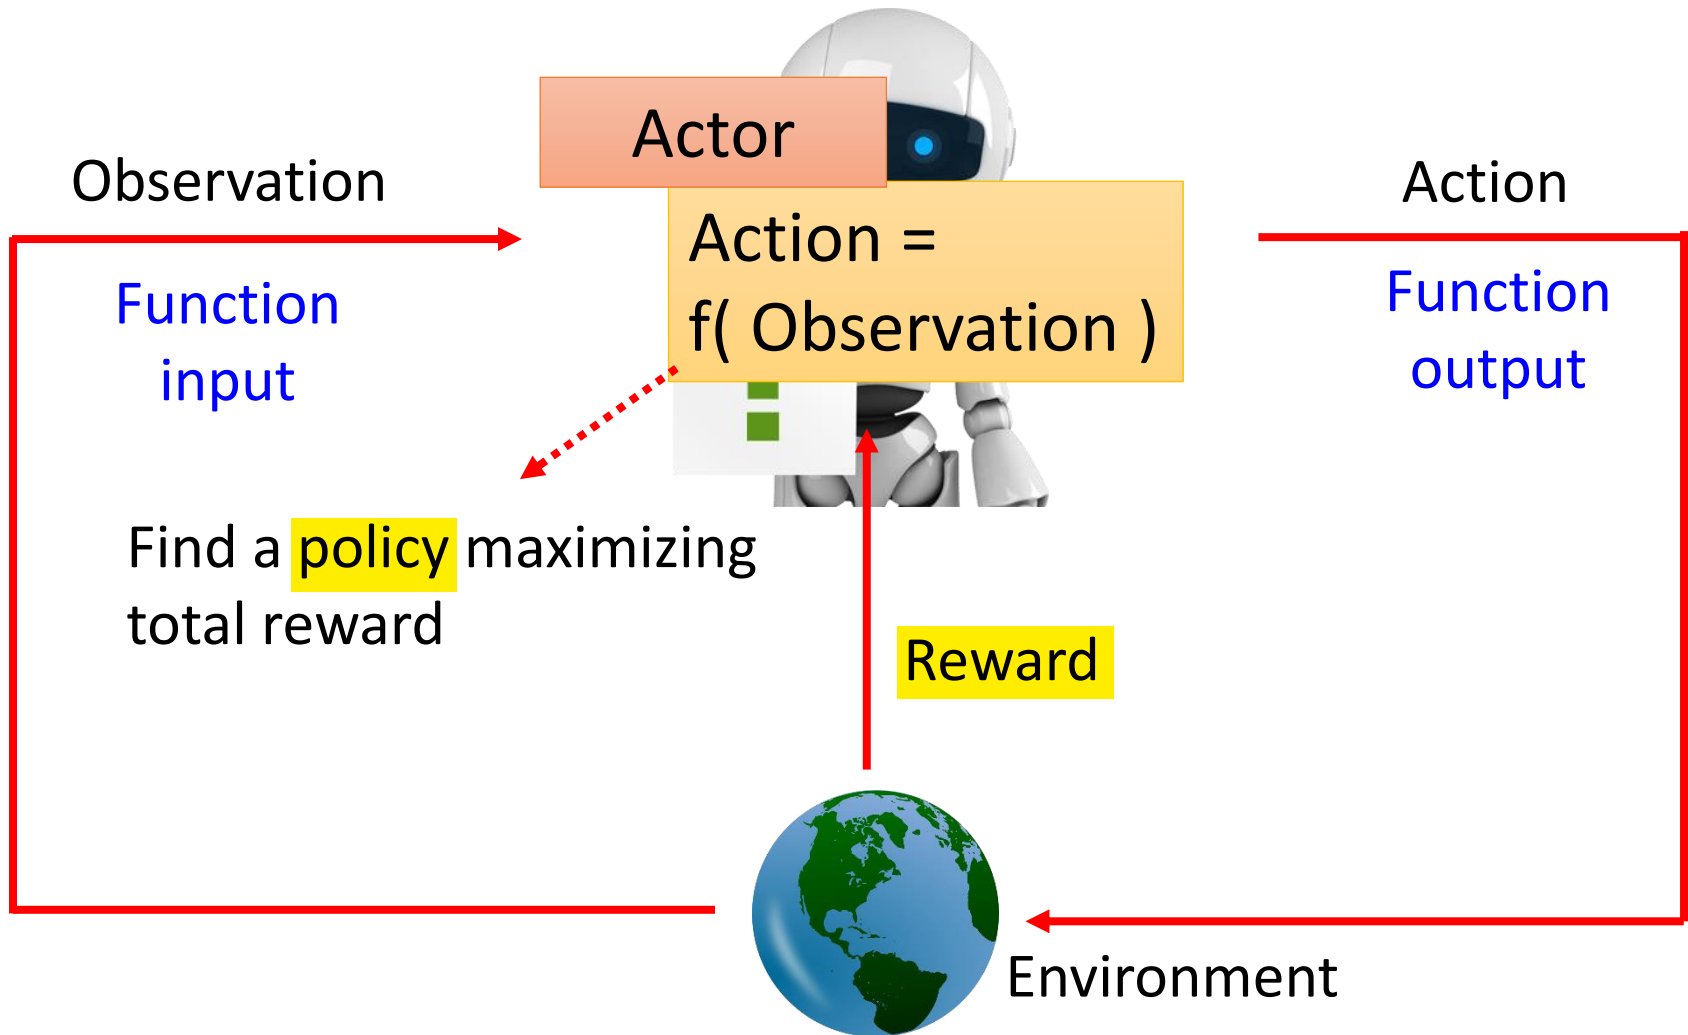 Actor
Observation
Action
Action =
f( Observation )
Function
input
Function
output
Find a policy maximizing
total reward
Reward
Environment